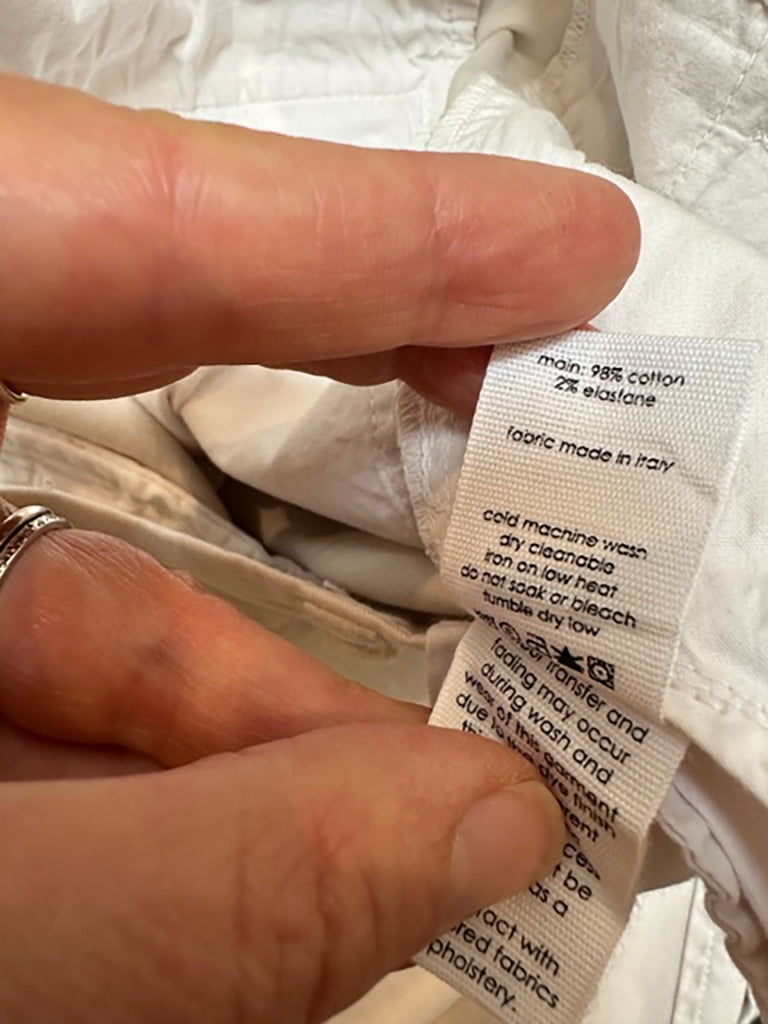 main: 98% cotton
2% elastane
fabric made in italy
cold machine wash
dry cleanable
iron on low heat
do not soak or bleach
tumble dry low
transfer and
fading may occur
during wash and
wear of this garment
due to the dye finish
be
as a
with
fabrics